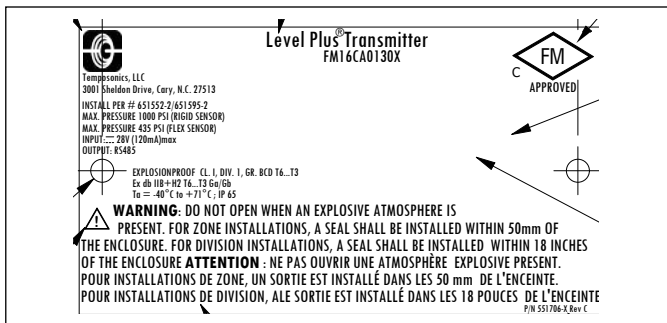 Level Plus® Transmitter
FM16CA0130X
FM
C
APPROVED
Temposonics, LLC
3001 Sheldon Drive, Cary, N.C. 27513
INSTALL PER # 651552-2/651595-2
MAX. PRESSURE 1000 PSI (RIGID SENSOR)
MAX. PRESSURE 435 PSI (FLEX SENSOR)
INPUT: 28V (120mA)max
OUTPUT: RS485
EXPLOSIONPROOF CL. I, DIV. 1, GR. BCD T6...T3
Ex db IIB+H2 T6...T3 Ga/Gb
Ta = -40°C to +71°C ; IP 65
WARNING: DO NOT OPEN WHEN AN EXPLOSIVE ATMOSPHERE IS
PRESENT. FOR ZONE INSTALLATIONS, A SEAL SHALL BE INSTALLED WITHIN 50mm OF
THE ENCLOSURE. FOR DIVISION INSTALLATIONS, A SEAL SHALL BE INSTALLED WITHIN 18 INCHES
OF THE ENCLOSURE ATTENTION : NE PAS OUVRIR UNE ATMOSPHÈRE EXPLOSIVE PRESENT.
POUR INSTALLATIONS DE ZONE, UN SORTIE EST INSTALLÉ DANS LES 50 mm DE L'ENCEINTE.
POUR INSTALLATIONS DE DIVISION, ALE SORTIE EST INSTALLÉ DANS LES 18 POUCES DE L'ENCEINTE
P/N 551706-X Rev C